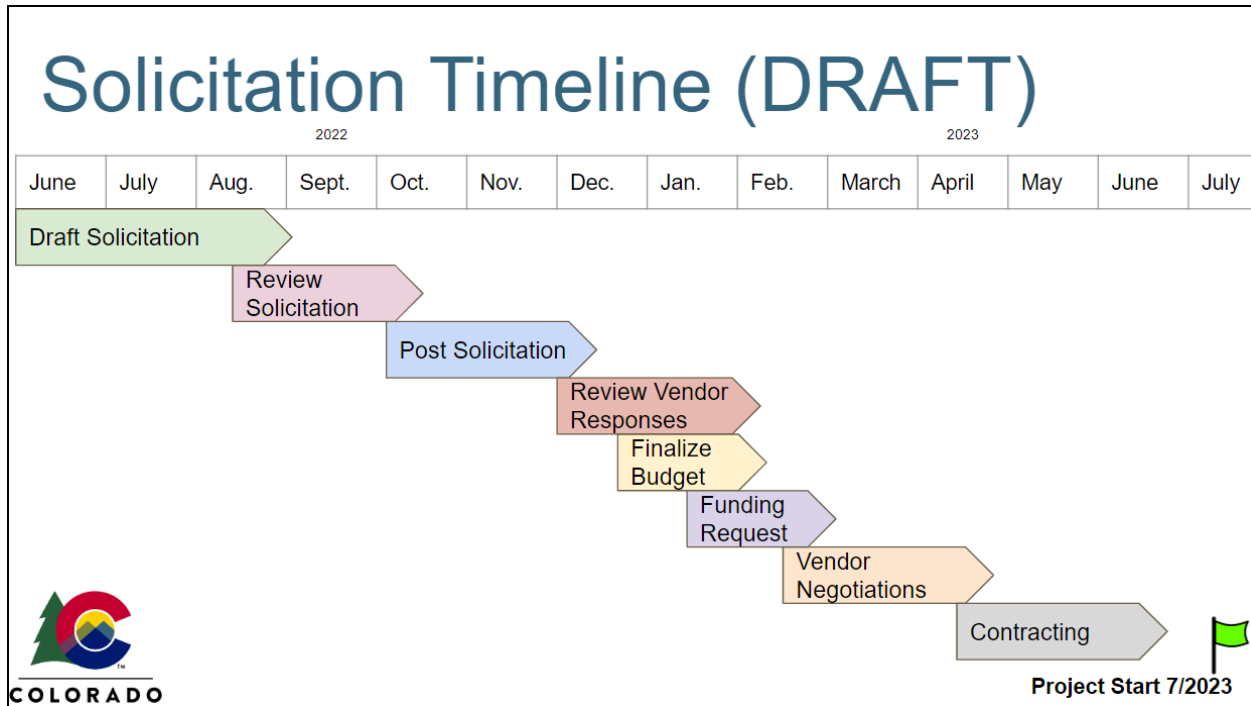 Solicitation Timeline (DRAFT)
2022 2023
June July Aug. Sept. Oct. Nov. Dec. Jan. Feb. March April May June July
Draft Solicitation
Review
Solicitation
Post Solicitation
Review Vendor
Responses
Finalize
Budget
Funding
Request
Vendor
Negotiations
Contracting
TM
COLORADO
Project Start 7/2023